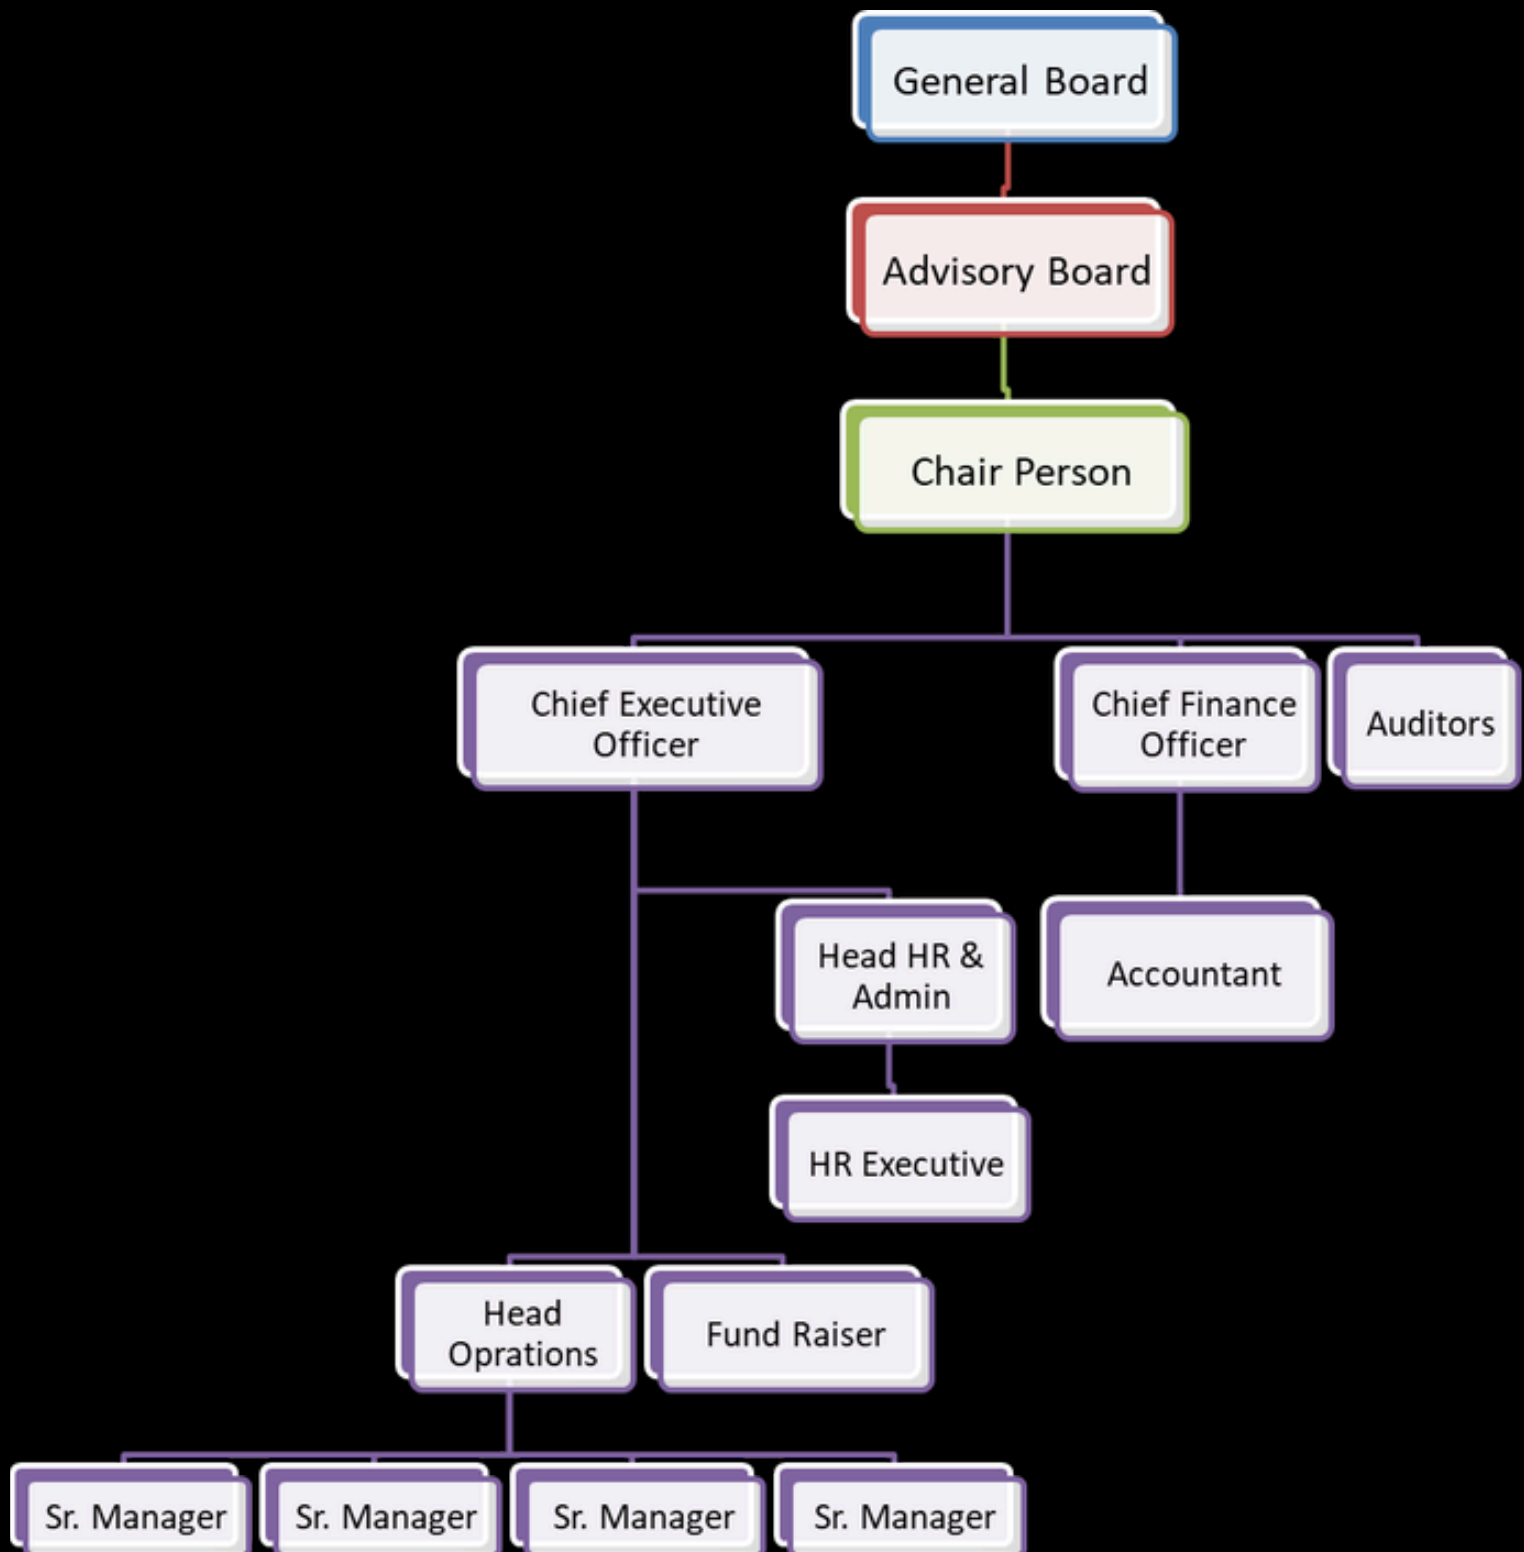 General Board
Advisory Board
Chair Person
Chief Executive
Officer
Chief Finance
Officer
Auditors
Head HR &
Admin
Accountant
HR Executive
Head
Oprations
Fund Raiser
Sr. Manager
Sr. Manager
Sr. Manager
Sr. Manager